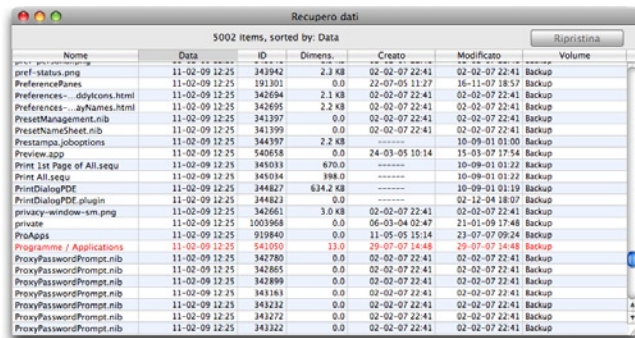 Recupero dati
5002 items, sorted by: Data
Ripristina
Nome Data ID Dimens. Creato Modificato Volume
pref-status.png 11-02-09 12:25 343942 2.3 KB 02-02-07 22:41 02-02-07 22:41 Backup
PreferencePanes 11-02-09 12:25 191301 0.0 22-07-05 11:27 16-11-07 18:57 Backup
Preferences-...ddyIcons.html 11-02-09 12:25 342694 2.1 KB 02-02-07 22:41 02-02-07 22:41 Backup
Preferences-...ayNames.html 11-02-09 12:25 342695 2.2 KB 02-02-07 22:41 02-02-07 22:41 Backup
PresetManagement.nib 11-02-09 12:25 341397 0.0 02-02-07 22:41 02-02-07 22:41 Backup
PresetNameSheet.nib 11-02-09 12:25 341399 0.0 02-02-07 22:41 02-02-07 22:41 Backup
Prestampa.joboptions 11-02-09 12:25 344397 2.2 KB ------ 10-09-01 01:00 Backup
Preview.app 11-02-09 12:25 540658 0.0 24-03-05 10:14 15-03-07 17:54 Backup
Print 1st Page of All.sequ 11-02-09 12:25 345033 670.0 ------ 10-09-01 01:22 Backup
Print All.sequ 11-02-09 12:25 345034 398.0 ------ 10-09-01 01:22 Backup
PrintDialogPDE 11-02-09 12:25 344827 634.2 KB ------ 10-09-01 01:19 Backup
PrintDialogPDE.plugin 11-02-09 12:25 344823 0.0 ------ 02-12-04 18:07 Backup
privacy-window-sm.png 11-02-09 12:25 342661 3.0 KB 02-02-07 22:41 02-02-07 22:41 Backup
private 11-02-09 12:25 1003968 0.0 06-03-04 02:47 21-01-09 17:48 Backup
ProApps 11-02-09 12:25 919840 0.0 11-05-05 15:14 23-07-07 09:24 Backup
Programme / Applications 11-02-09 12:25 541050 13.0 29-07-07 14:48 29-07-07 14:48 Backup
ProxyPasswordPrompt.nib 11-02-09 12:25 342780 0.0 02-02-07 22:41 02-02-07 22:41 Backup
ProxyPasswordPrompt.nib 11-02-09 12:25 342865 0.0 02-02-07 22:41 02-02-07 22:41 Backup
ProxyPasswordPrompt.nib 11-02-09 12:25 342899 0.0 02-02-07 22:41 02-02-07 22:41 Backup
ProxyPasswordPrompt.nib 11-02-09 12:25 343163 0.0 02-02-07 22:41 02-02-07 22:41 Backup
ProxyPasswordPrompt.nib 11-02-09 12:25 343232 0.0 02-02-07 22:41 02-02-07 22:41 Backup
ProxyPasswordPrompt.nib 11-02-09 12:25 343272 0.0 02-02-07 22:41 02-02-07 22:41 Backup
ProxyPasswordPrompt.nib 11-02-09 12:25 343322 0.0 02-02-07 22:41 02-02-07 22:41 Backup